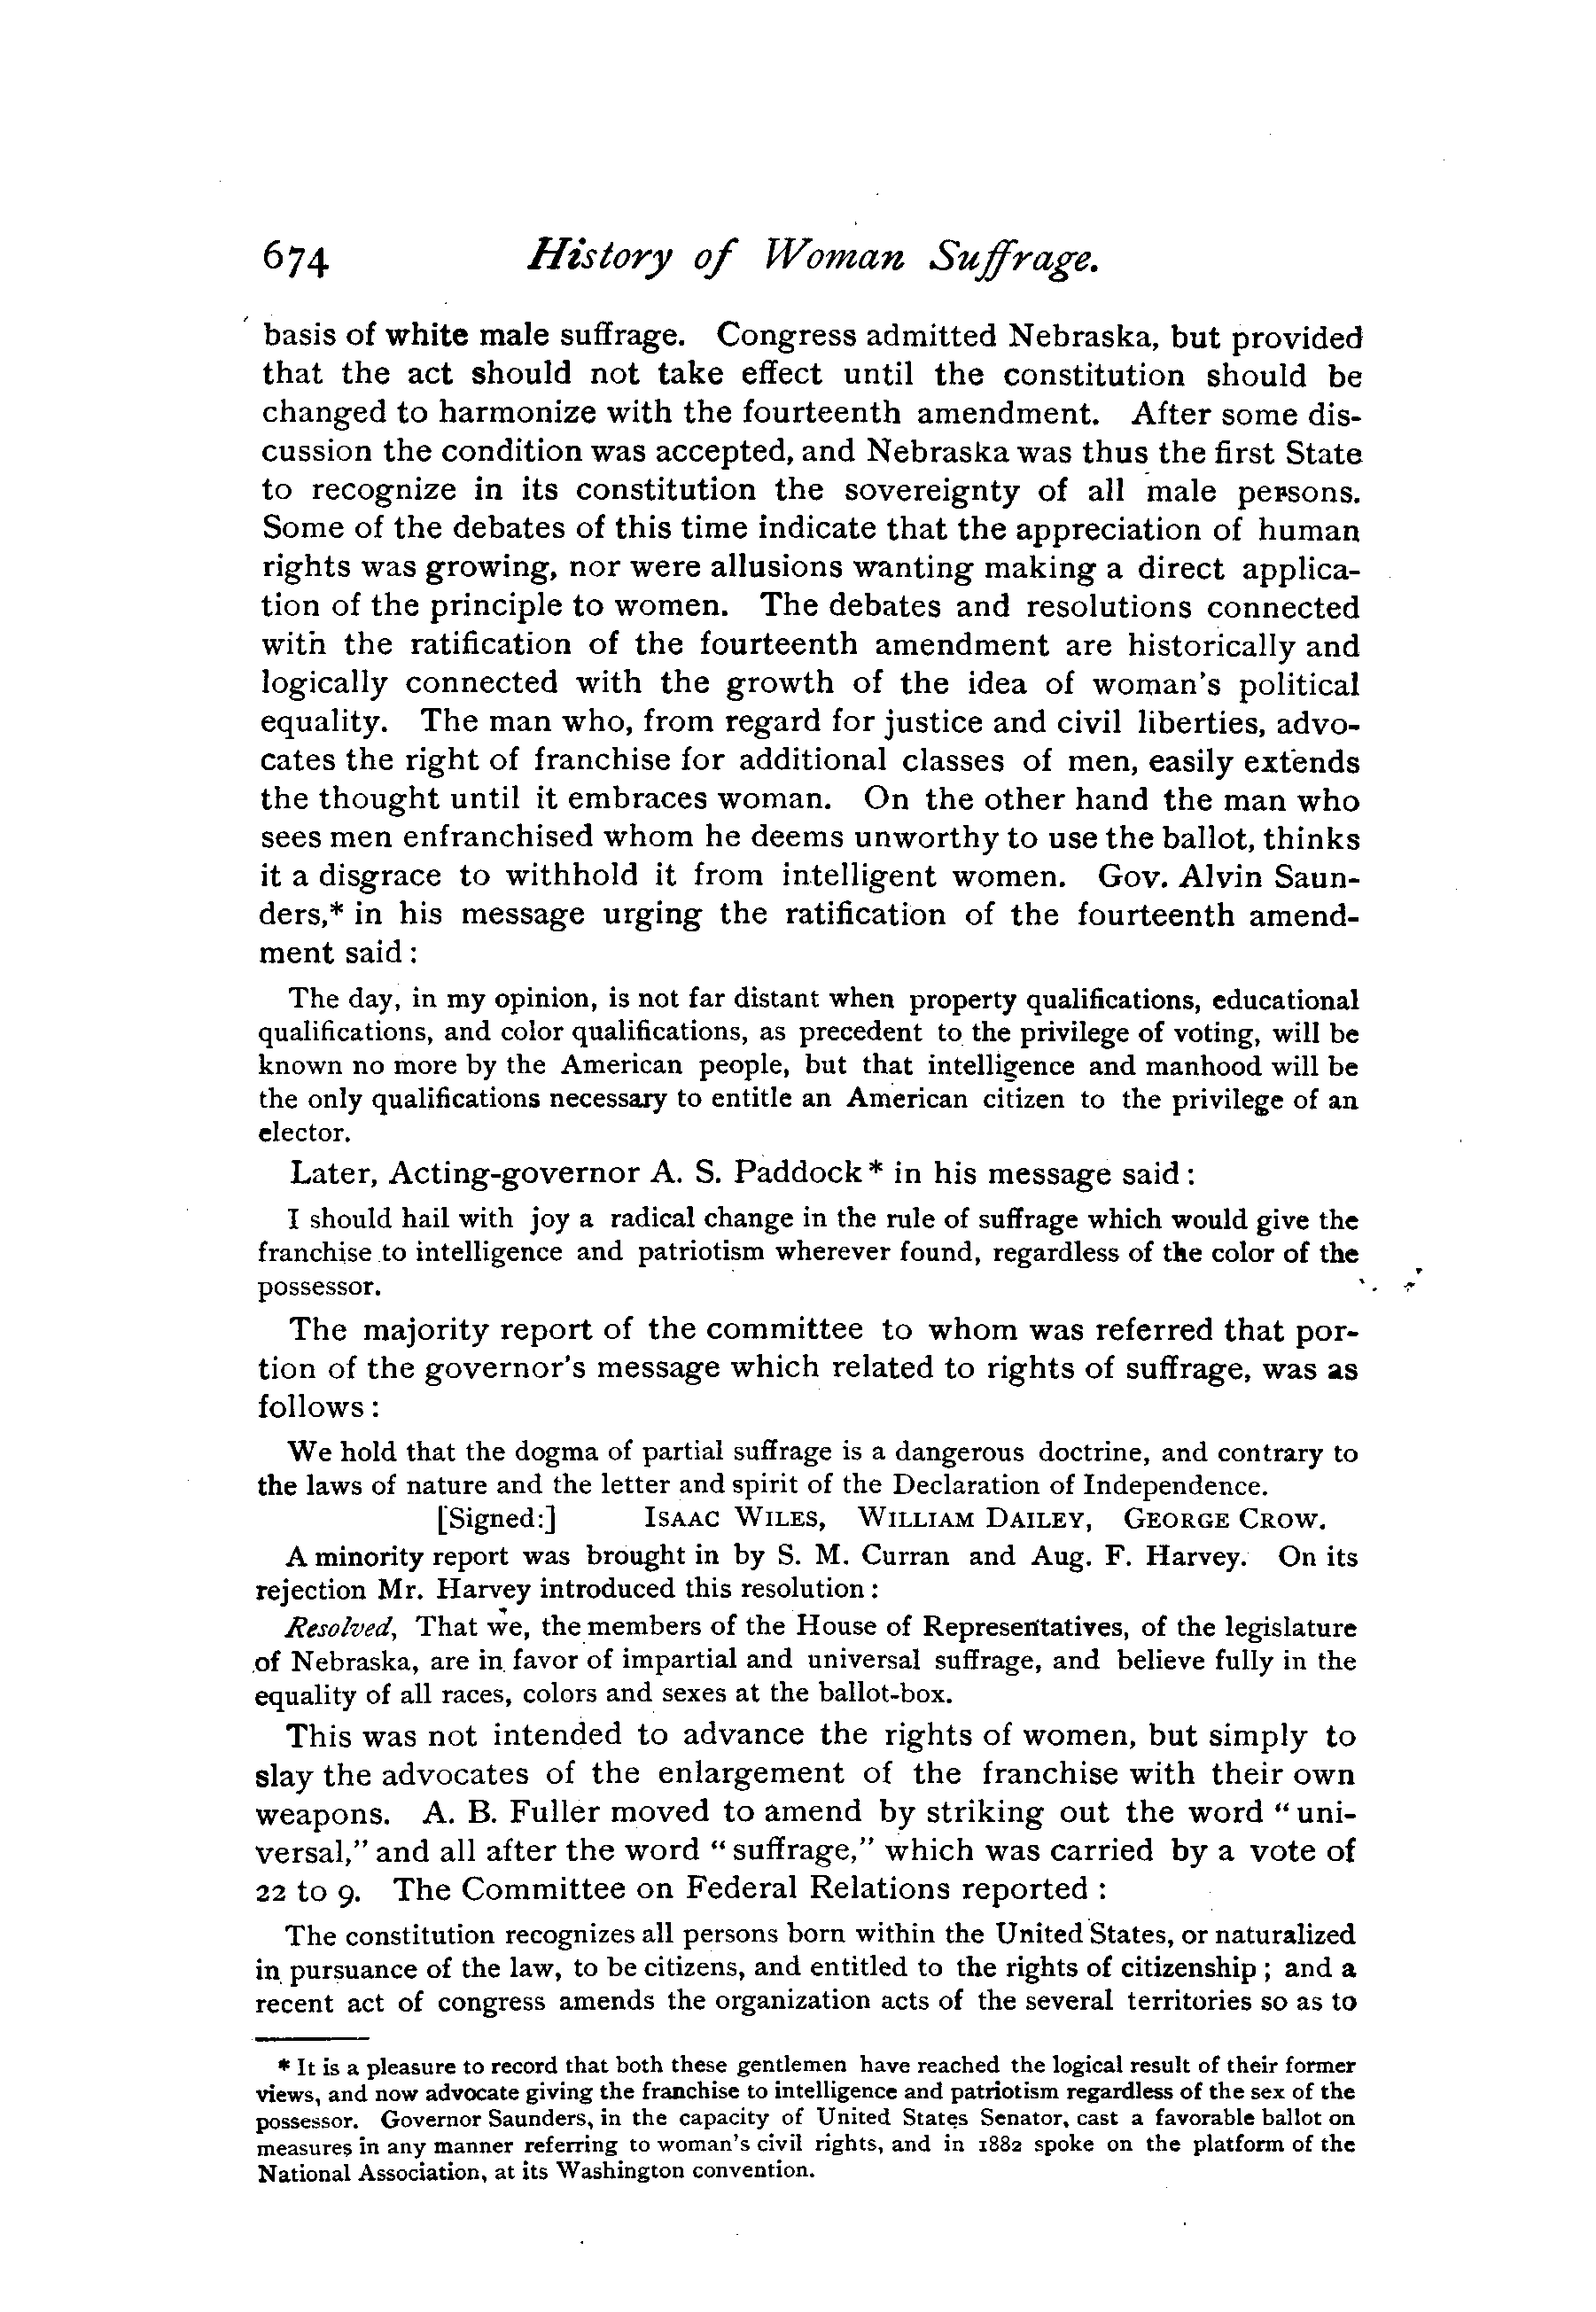 674 History of Woman Suffrage.
basis of white male suffrage. Congress admitted Nebraska, but provided
that the act should not take effect until the constitution should be
changed to harmonize with the fourteenth amendment. After some dis-
cussion the condition was accepted, and Nebraska was thus the first State
to recognize in its constitution the sovereignty of all male persons.
Some of the debates of this time indicate that the appreciation of human
rights was growing, nor were allusions wanting making a direct applica-
tion of the principle to women. The debates and resolutions connected
with the ratification of the fourteenth amendment are historically and
logically connected with the growth of the idea of woman's political
equality. The man who, from regard for justice and civil liberties, advo-
cates the right of franchise for additional classes of men, easily extends
the thought until it embraces woman. On the other hand the man who
sees men enfranchised whom he deems unworthy to use the ballot, thinks
it a disgrace to withhold it from intelligent women. Gov. Alvin Saun-
ders,* in his message urging the ratification of the fourteenth amend-
ment said:
The day, in my opinion, is not far distant when property qualifications, educational
qualifications, and color qualifications, as precedent to the privilege of voting, will be
known no more by the American people, but that intelligence and manhood will be
the only qualifications necessary to entitle an American citizen to the privilege of an
elector.
Later, Acting-governor A. S. Paddock* in his message said:
I should hail with joy a radical change in the rule of suffrage which would give the
franchise to intelligence and patriotism wherever found, regardless of the color of the
possessor.
The majority report of the committee to whom was referred that por-
tion of the governor's message which related to rights of suffrage, was as
follows:
We hold that the dogma of partial suffrage is a dangerous doctrine, and contrary to
the laws of nature and the letter and spirit of the Declaration of Independence.
[Signed:] ISAAC WILES, WILLIAM DAILEY, GEORGE CROW.
A minority report was brought in by S. M. Curran and Aug. F. Harvey. On its
rejection Mr. Harvey introduced this resolution:
Resolved, That we, the members of the House of Representatives, of the legislature
of Nebraska, are in favor of impartial and universal suffrage, and believe fully in the
equality of all races, colors and sexes at the ballot-box.
This was not intended to advance the rights of women, but simply to
slay the advocates of the enlargement of the franchise with their own
weapons. A. B. Fuller moved to amend by striking out the word "uni-
versal," and all after the word "suffrage," which was carried by a vote of
22 to 9. The Committee on Federal Relations reported:
The constitution recognizes all persons born within the United States, or naturalized
in pursuance of the law, to be citizens, and entitled to the rights of citizenship; and a
recent act of congress amends the organization acts of the several territories so as to
* It is a pleasure to record that both these gentlemen have reached the logical result of their former
views, and now advocate giving the franchise to intelligence and patriotism regardless of the sex of the
possessor. Governor Saunders, in the capacity of United States Senator, cast a favorable ballot on
measures in any manner referring to woman's civil rights, and in 1882 spoke on the platform of the
National Association, at its Washington convention.